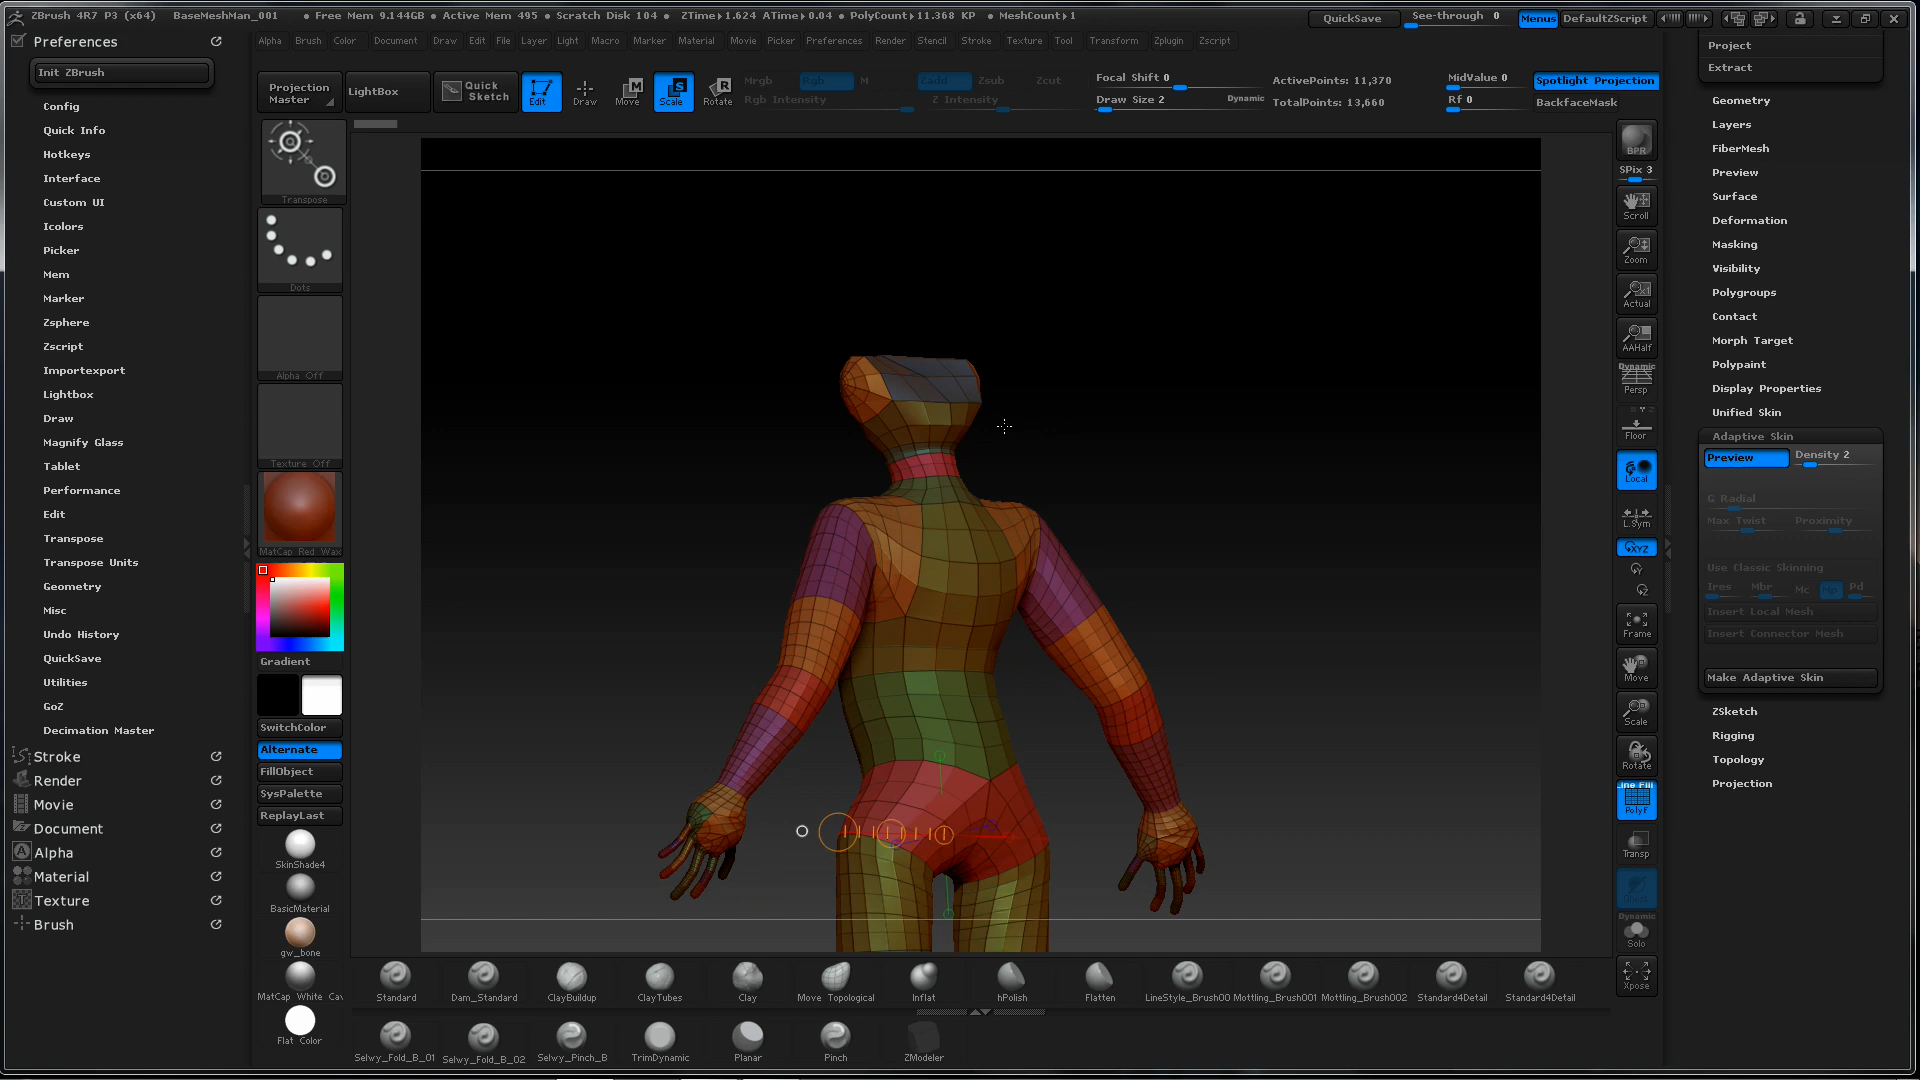 ZBrush 4R7 P3 (x64) BaseMeshMan_001 • Free Mem 9.144GB • Active Mem 495 • Scratch Disk 104 • ZTime▸1.624 ATime▸0.04 • PolyCount▸11.368 KP • MeshCount▸1
QuickSave See-through 0 Menus DefaultZScript
Alpha Brush Color Document Draw Edit File Layer Light Macro Marker Material Movie Picker Preferences Render Stencil Stroke Texture Tool Transform Zplugin Zscript
Preferences
Init ZBrush
Config
Quick Info
Hotkeys
Interface
Custom UI
Icolors
Picker
Mem
Marker
Zsphere
Zscript
Importexport
Lightbox
Draw
Magnify Glass
Tablet
Performance
Edit
Transpose
Transpose Units
Geometry
Misc
Undo History
QuickSave
Utilities
GoZ
Decimation Master
Stroke
Render
Movie
Document
Alpha
Material
Texture
Brush
Projection Master
LightBox
Quick Sketch
Edit
Draw
Move
Scale
Rotate
Mrgb Rgb M
Rgb Intensity
Zadd Zsub Zcut
Z Intensity
Focal Shift 0
Draw Size 2 Dynamic
ActivePoints: 11,370
TotalPoints: 13,660
MidValue 0
Rf 0
Spotlight Projection
BackfaceMask
Transpose
Dots
Alpha Off
Texture Off
MatCap Red Wax
Gradient
SwitchColor
Alternate
FillObject
SysPalette
ReplayLast
SkinShade4
BasicMaterial
gw_bone
MatCap White Cav
Flat Color
BPR
SPix 3
Scroll
Zoom
Actual
AAHalf
Dynamic
Persp
Floor
Local
L.Sym
XYZ
Frame
Move
Scale
Rotate
Line Fill
PolyF
Transp
Ghost
Dynamic
Solo
Xpose
Project
Extract
Geometry
Layers
FiberMesh
Preview
Surface
Deformation
Masking
Visibility
Polygroups
Contact
Morph Target
Polypaint
Display Properties
Unified Skin
Adaptive Skin
Preview Density 2
G Radial
Max Twist Proximity
Use Classic Skinning
Ires Mbr Mc Mp Pd
Insert Local Mesh
Insert Connector Mesh
Make Adaptive Skin
ZSketch
Rigging
Topology
Projection
Standard Dam_Standard ClayBuildup ClayTubes Clay Move Topological Inflat hPolish Flatten LineStyle_Brush00 Mottling_Brush001 Mottling_Brush002 Standard4Detail Standard4Detail
Selwy_Fold_B_01 Selwy_Fold_B_02 Selwy_Pinch_B TrimDynamic Planar Pinch ZModeler